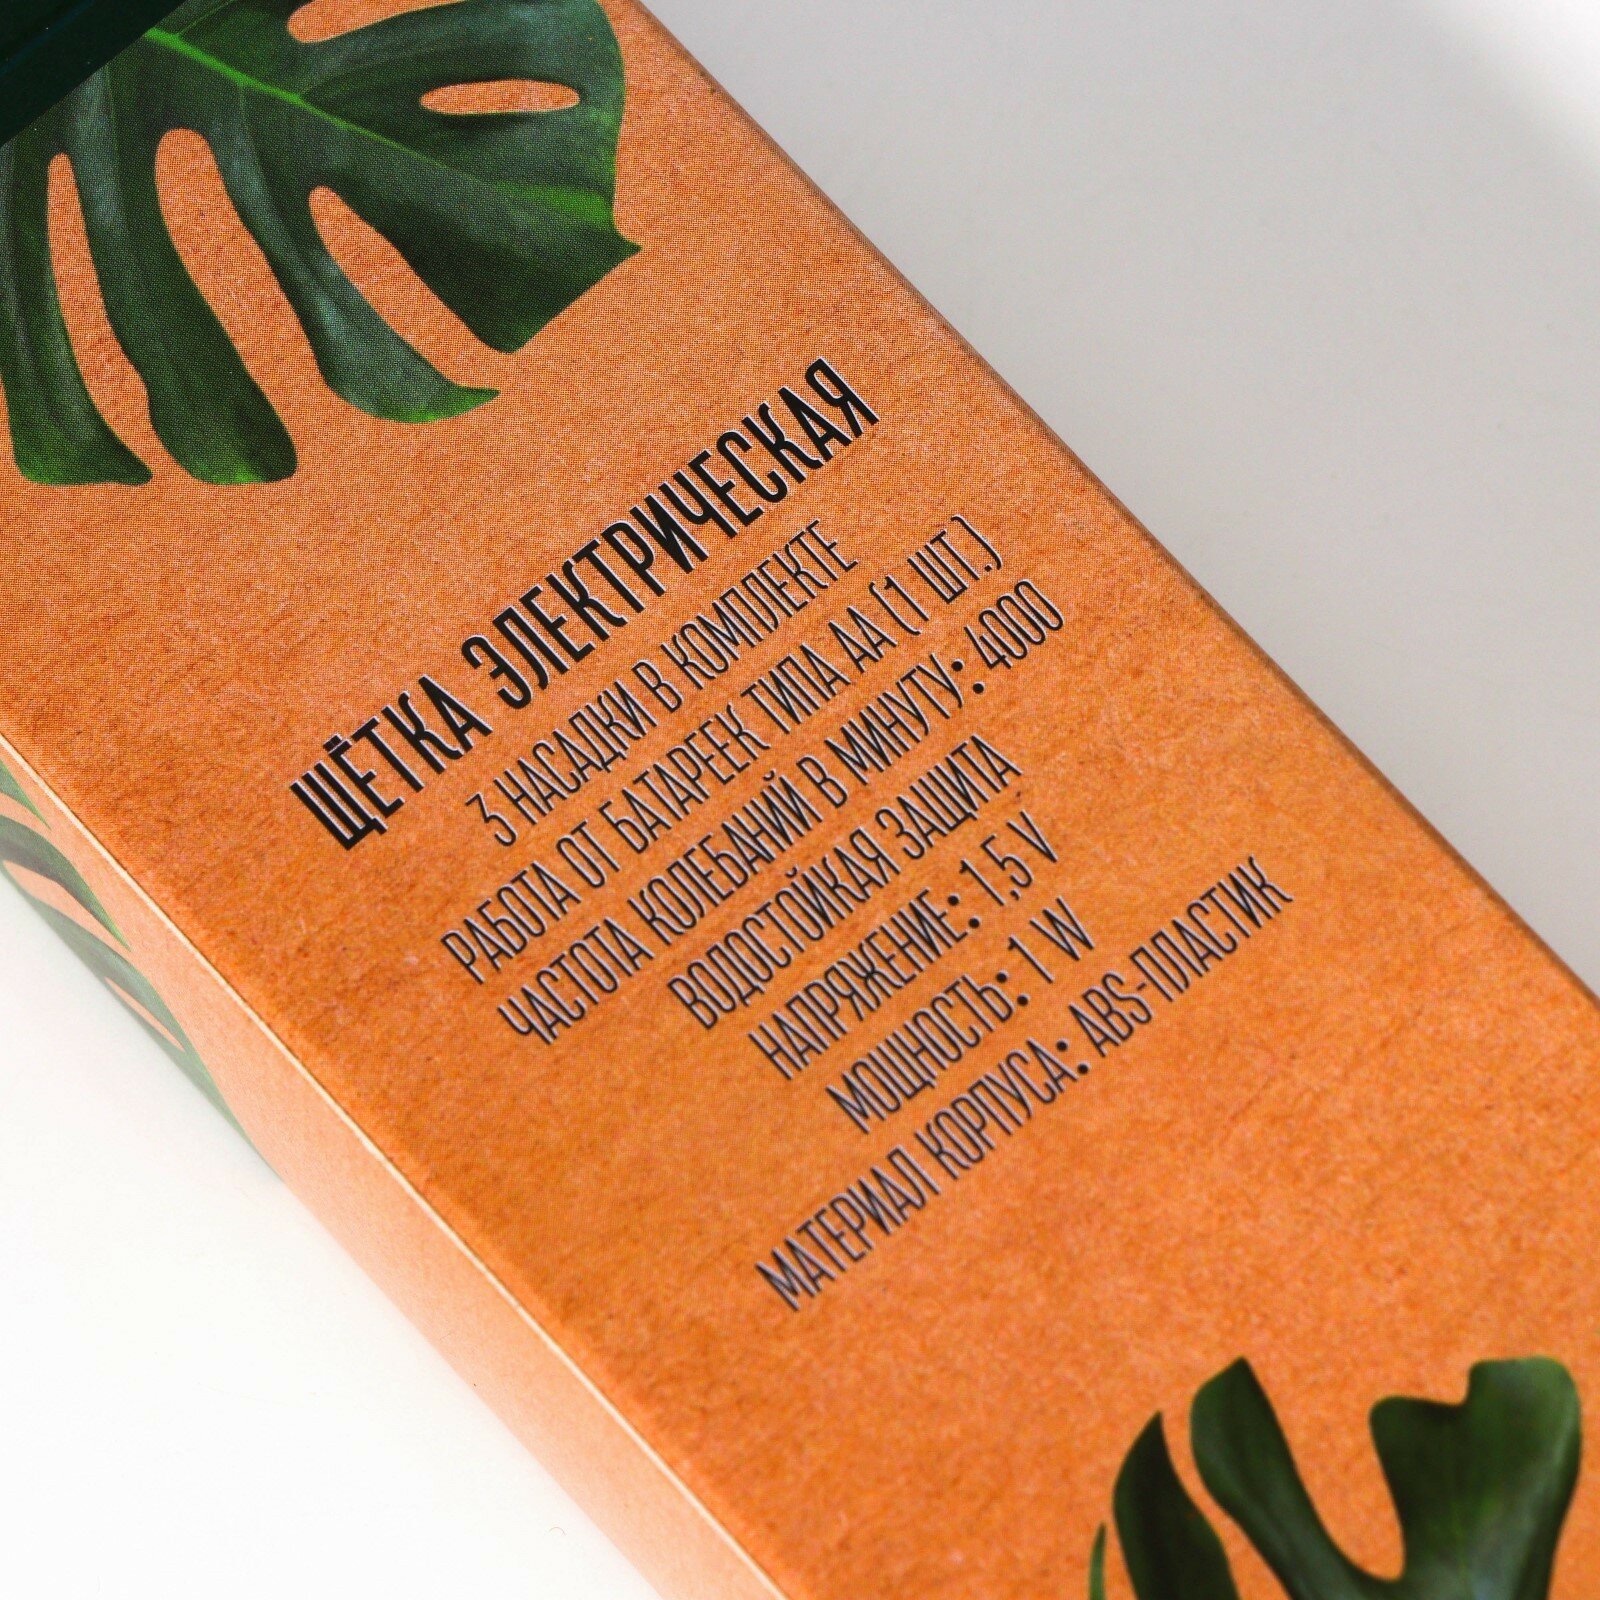 ЩЁТКА ЭЛЕКТРИЧЕСКАЯ
3 НАСАДКИ В КОМПЛЕКТЕ
РАБОТА ОТ БАТАРЕЕК ТИПА АА (1 ШТ.)
ЧАСТОТА КОЛЕБАНИЙ В МИНУТУ: 4000
ВОДОСТОЙКАЯ ЗАЩИТА
НАПРЯЖЕНИЕ: 1,5 V
МОЩНОСТЬ: 1 W
МАТЕРИАЛ КОРПУСА: ABS-ПЛАСТИК